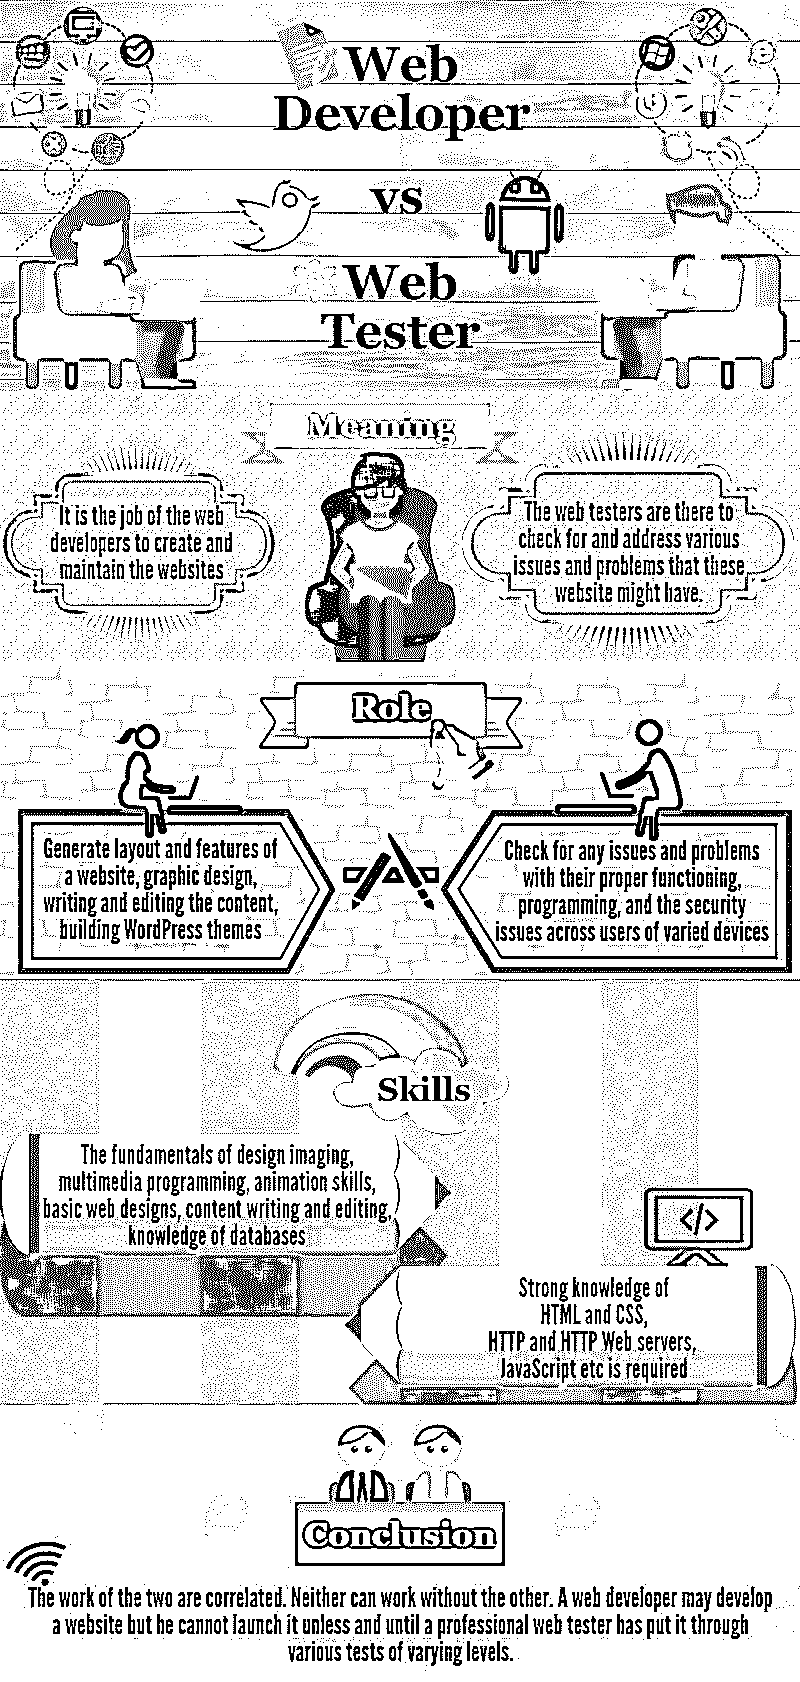 Web
Developer
vs
Web
Tester
Meaning
It is the job of the web
developers to create and
maintain the websites
The web testers are there to
check for and address various
issues and problems that these
website might have.
Role
Generate layout and features of
a website, graphic design,
writing and editing the content,
building WordPress themes
Check for any issues and problems
with their proper functioning,
programming, and the security
issues across users of varied devices
Skills
The fundamentals of design imaging,
multimedia programming, animation skills,
basic web designs, content writing and editing,
knowledge of databases
</>
Strong knowledge of
HTML and CSS,
HTTP and HTTP Web servers,
JavaScript etc is required
Conclusion
The work of the two are correlated. Neither can work without the other. A web developer may develop
a website but he cannot launch it unless and until a professional web tester has put it through
various tests of varying levels.